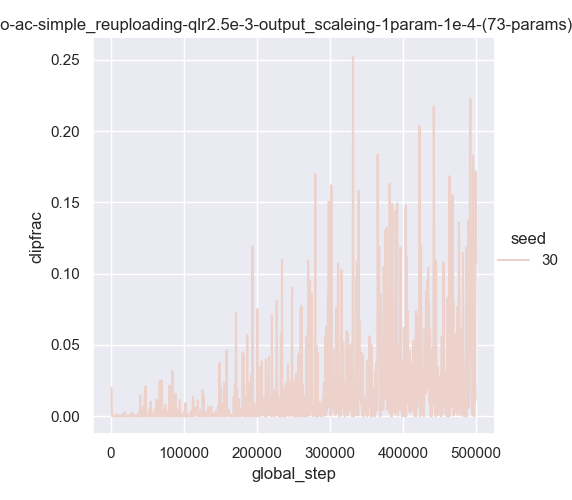 o-ac-simple_reuploading-qlr2.5e-3-output_scaleing-1param-1e-4-(73-params)
0.25
0.20
0.15
0.10
0.05
0.00
dipfrac
0 100000 200000 300000 400000 500000
global_step
seed
30